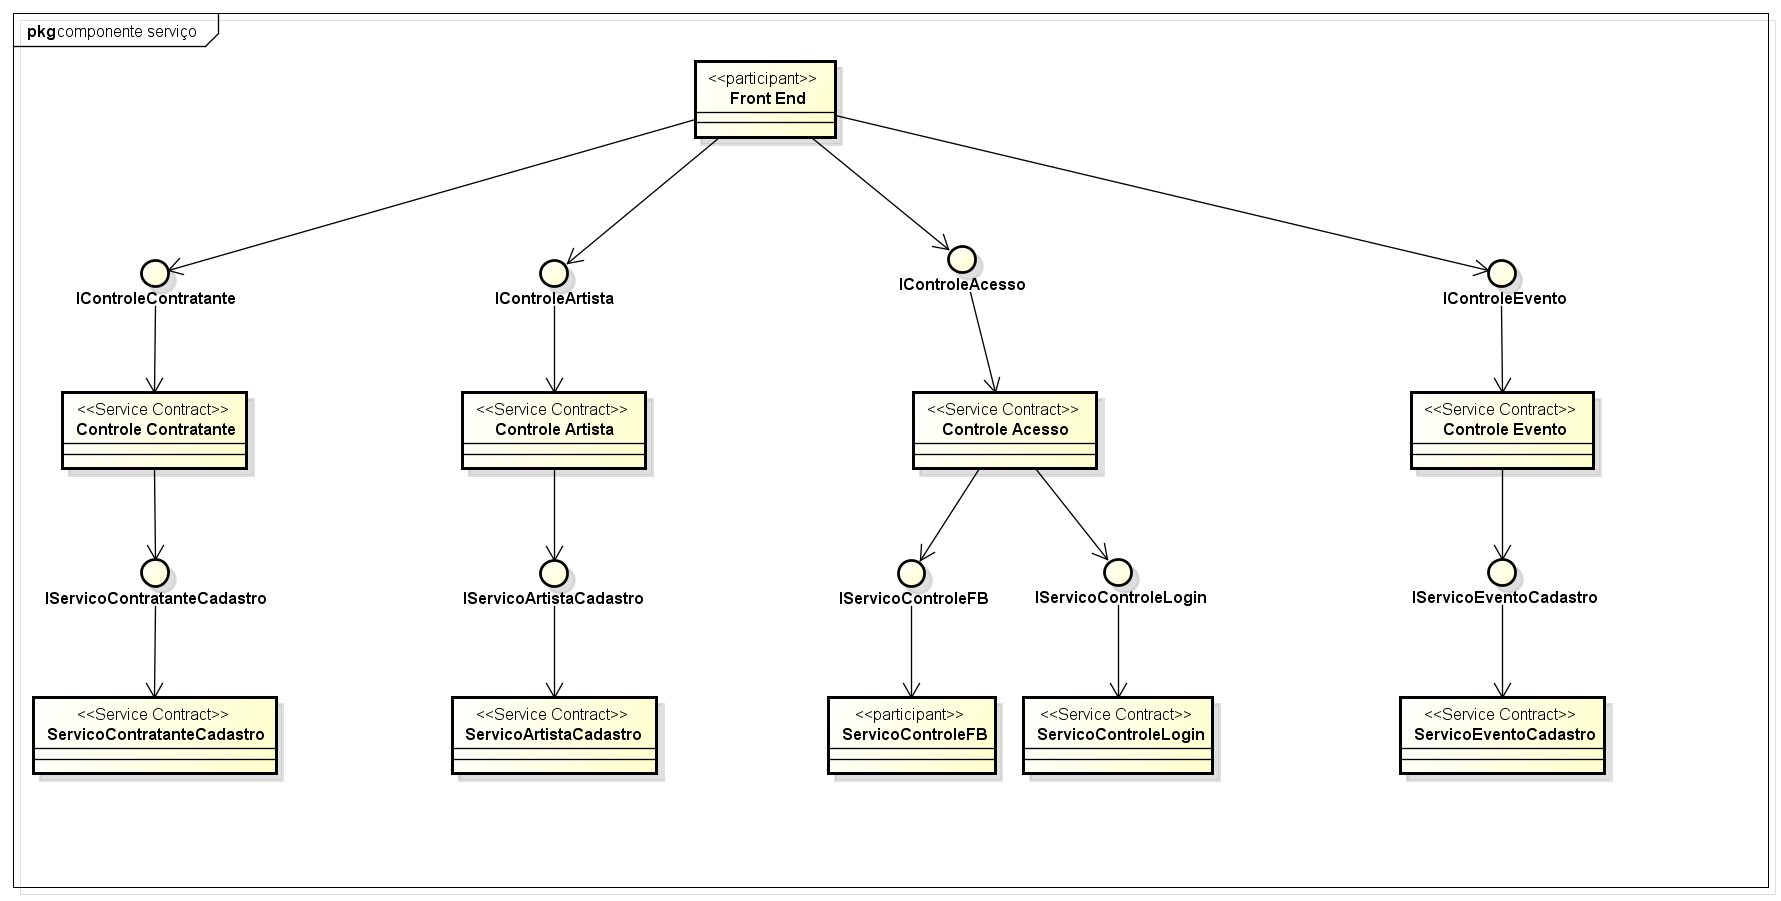 pkg componente serviço
<<participant>>
Front End
IControleContratante
IControleArtista
IControleAcesso
IControleEvento
<<Service Contract>>
Controle Contratante
<<Service Contract>>
Controle Artista
<<Service Contract>>
Controle Acesso
<<Service Contract>>
Controle Evento
IServicoContratanteCadastro
IServicoArtistaCadastro
IServicoControleFB
IServicoControleLogin
IServicoEventoCadastro
<<Service Contract>>
ServicoContratanteCadastro
<<Service Contract>>
ServicoArtistaCadastro
<<participant>>
ServicoControleFB
<<Service Contract>>
ServicoControleLogin
<<Service Contract>>
ServicoEventoCadastro